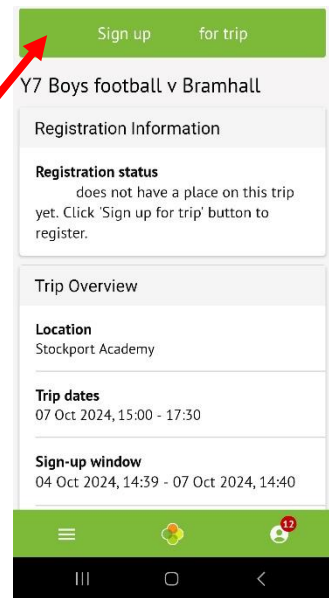 Sign up for trip
Y7 Boys football v Bramhall
Registration Information
Registration status
does not have a place on this trip
yet. Click 'Sign up for trip' button to
register.
Trip Overview
Location
Stockport Academy
Trip dates
07 Oct 2024, 15:00 - 17:30
Sign-up window
04 Oct 2024, 14:39 - 07 Oct 2024, 14:40
12